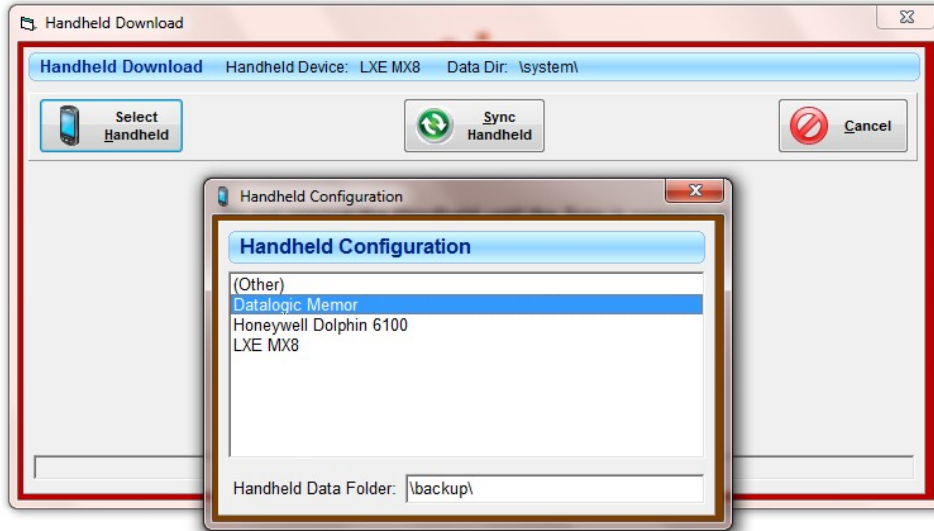 Handheld Download
Handheld Download Handheld Device: LXE MX8 Data Dir: \system\
Select
Handheld
Sync
Handheld
Cancel
Handheld Configuration
Handheld Configuration
(Other)
Datalogic Memor
Honeywell Dolphin 6100
LXE MX8
Handheld Data Folder: \backup\